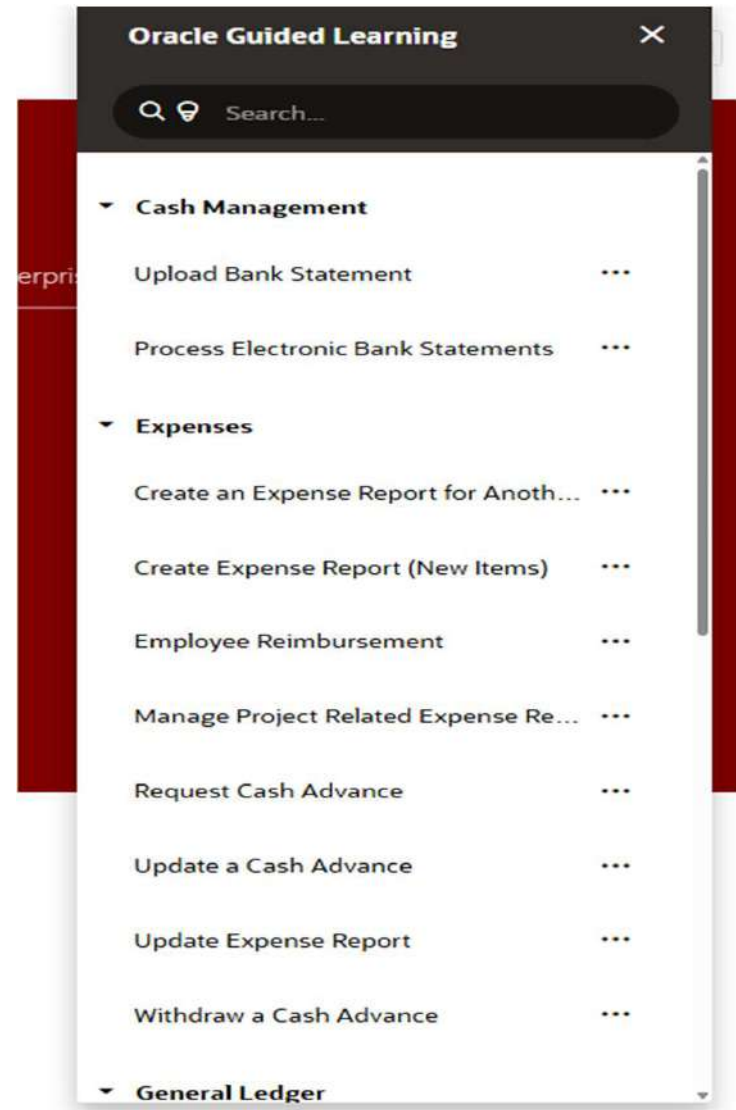 Oracle Guided Learning
Search...
Cash Management
erpris
Upload Bank Statement ...
Process Electronic Bank Statements ...
Expenses
Create an Expense Report for Anoth... ...
Create Expense Report (New Items) ...
Employee Reimbursement ...
Manage Project Related Expense Re... ...
Request Cash Advance ...
Update a Cash Advance ...
Update Expense Report ...
Withdraw a Cash Advance ...
General Ledger